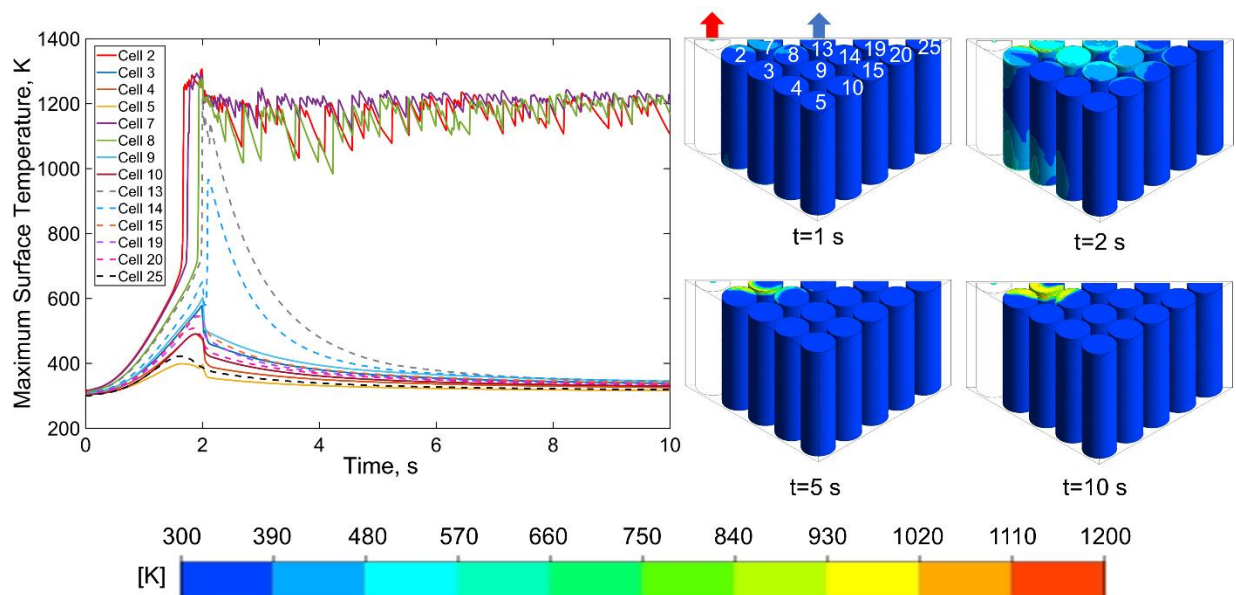 1400
1200
1000
800
600
400
200
0
2
4
6
8
10
Maximum Surface Temperature, K
Time, s
Cell 2
Cell 3
Cell 4
Cell 5
Cell 7
Cell 8
Cell 9
Cell 10
Cell 13
Cell 14
Cell 15
Cell 19
Cell 20
Cell 25
2 7 8 13 14 19 20 25
3 9 15
4 10
5
t=1 s
t=2 s
t=5 s
t=10 s
300 390 480 570 660 750 840 930 1020 1110 1200
[K]